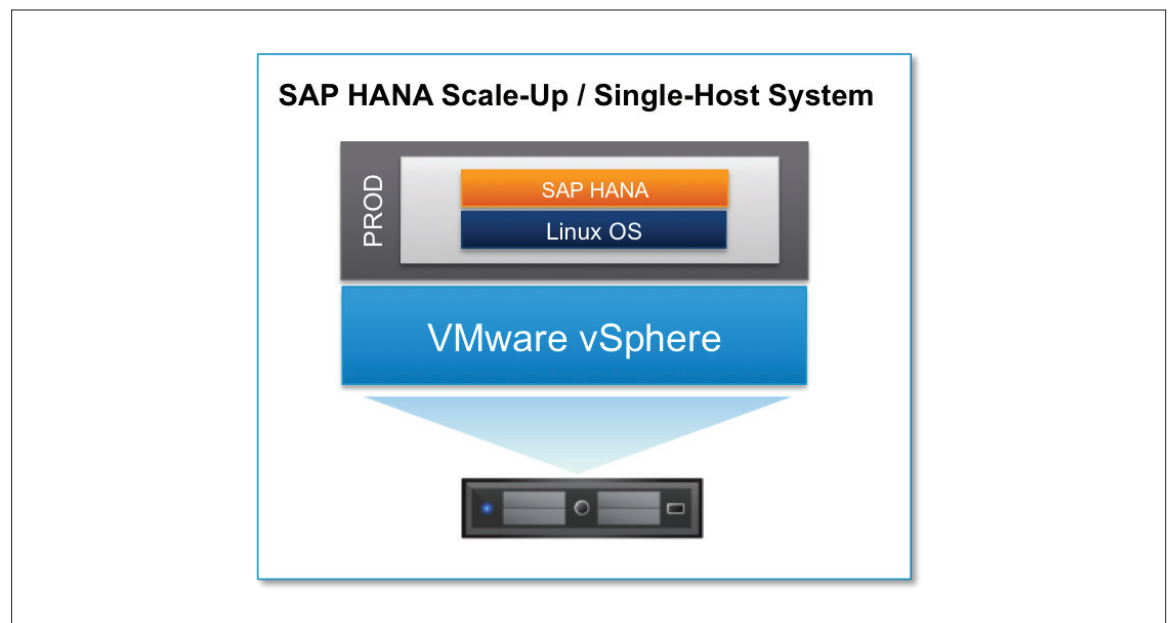 SAP HANA Scale-Up / Single-Host System
PROD
SAP HANA
Linux OS
VMware vSphere